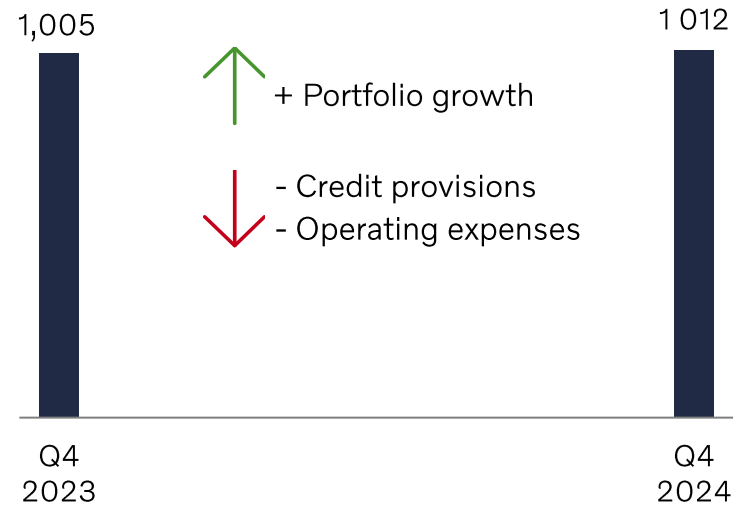 1,005
1 012
+ Portfolio growth
- Credit provisions
- Operating expenses
Q4
2023
Q4
2024